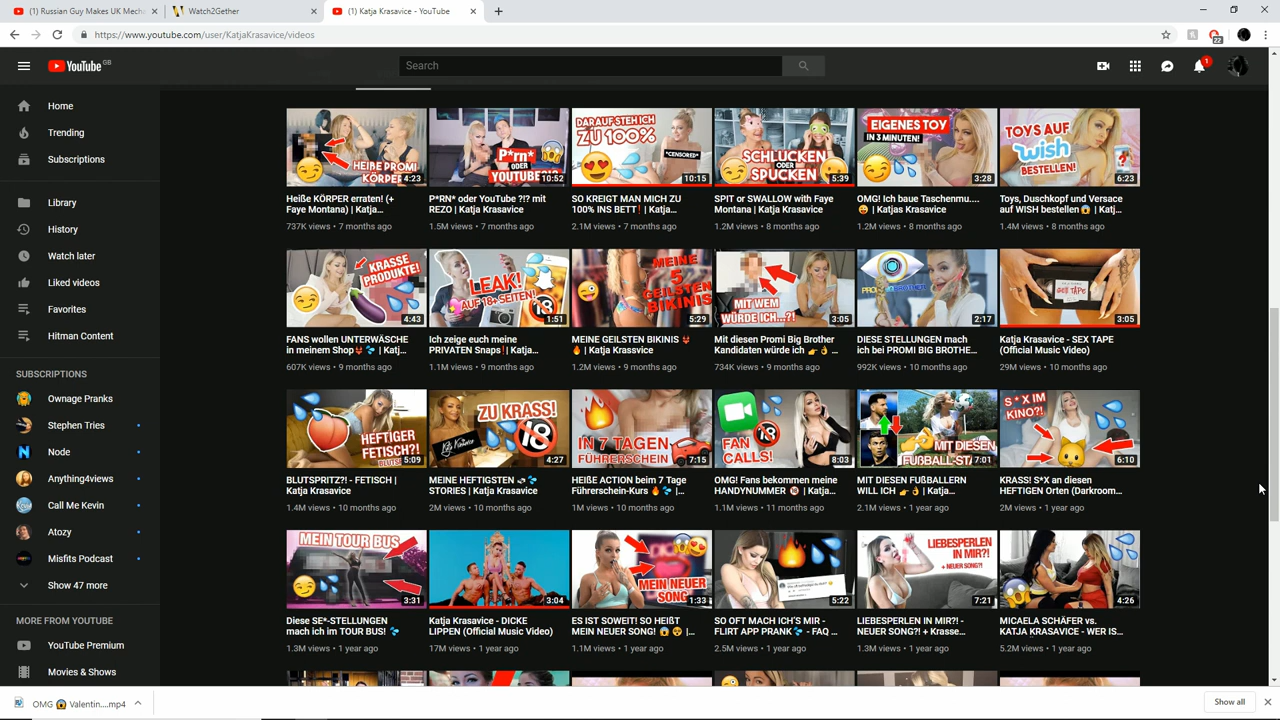 (1) Russian Guy Makes UK Mech
Watch2Gether
(1) Katja Krasavice - YouTube
https://www.youtube.com/user/KatjaKrasavice/videos
22
YouTube GB
Search
1
Home
Trending
Subscriptions
Library
History
Watch later
Liked videos
Favorites
Hitman Content
SUBSCRIPTIONS
Ownage Pranks
Stephen Tries
Node
Anything4views
Call Me Kevin
Atozy
Misfits Podcast
Show 47 more
MORE FROM YOUTUBE
YouTube Premium
Movies & Shows
HEIẞE PROMI
KÖRPER
4:23
P*rn*
ODER
YOUTUBE
10:52
DARAUF STEH ICH
ZU 100%
*CENSORED*
10:15
SCHLUCKEN
ODER
SPUCKEN
5:39
EIGENES TOY
IN 3 MINUTEN!
3:28
TOYS AUF
wish
BESTELLEN!
?
6:23
Heiße KÖRPER erraten! (+
Faye Montana) | Katja...
737K views • 7 months ago
P*RN* oder YouTube ?!? mit
REZO | Katja Krasavice
1.5M views • 7 months ago
SO KREIGT MAN MICH ZU
100% INS BETT❗| Katja...
2.1M views • 7 months ago
SPIT or SWALLOW with Faye
Montana | Katja Krasavice
1.2M views • 8 months ago
OMG! Ich baue Taschenmu....
😛 | Katjas Krasavice
1.2M views • 8 months ago
Toys, Duschkopf und Versace
auf WISH bestellen😱 | Katj...
1.4M views • 8 months ago
KRASSE
PRODUKTE!
4:43
LEAK!
AUF 18+ SEITEN!
18
1:51
MEINE
5
GEILSTEN
BIKINIS
5:29
MIT WEM
WÜRDE ICH...?!
3:05
PROMI
BIG BROTHER
2:17
SEX TAPE
3:05
FANS wollen UNTERWÄSCHE
in meinem Shop👙💦 | Katj...
607K views • 9 months ago
Ich zeige euch meine
PRIVATEN Snaps❗| Katja...
1.1M views • 9 months ago
MEINE GEILSTEN BIKINIS 👙
🔥 | Katja Krassvice
1.2M views • 9 months ago
Mit diesen Promi Big Brother
Kandidaten würde ich 👉👌 ...
734K views • 9 months ago
DIESE STELLUNGEN mach
ich bei PROMI BIG BROTHE...
992K views • 10 months ago
Katja Krasavice - SEX TAPE
(Official Music Video)
29M views • 10 months ago
HEFTIGER
FETISCH?!
BLUTS
5:09
ZU KRASS!
18
Katja Krasavice
4:27
IN 7 TAGEN
FÜHRERSCHEIN
7:15
18
FAN
CALLS!
8:03
MIT DIESEN
FUẞBALL-STA
7:01
S*X IM
KINO?!
6:10
BLUTSPRITZ?! - FETISCH |
Katja Krasavice
1.4M views • 10 months ago
MEINE HEFTIGSTEN 🍆💦
STORIES | Katja Krasavice
2M views • 10 months ago
HEIẞE ACTION beim 7 Tage
Führerschein-Kurs 🔥💦 |...
1M views • 10 months ago
OMG! Fans bekommen meine
HANDYNUMMER 🔞 | Katja...
1.1M views • 11 months ago
MIT DIESEN FUẞBALLERN
WILL ICH 👉👌 | Katja...
2.1M views • 1 year ago
KRASS! S*X an diesen
HEFTIGEN Orten (Darkroom...
2M views • 1 year ago
MEIN TOUR BUS
3:31
3:04
MEIN NEUER
SONG!
1:33
5:22
LIEBESPERLEN
IN MIR?!
+ NEUER SONG?!
7:21
4:26
Diese SE*-STELLUNGEN
mach ich im TOUR BUS! 💦
1.3M views • 1 year ago
Katja Krasavice - DICKE
LIPPEN (Official Music Video)
17M views • 1 year ago
ES IST SOWEIT! SO HEIẞT
MEIN NEUER SONG! 😱😍 |...
1.1M views • 1 year ago
SO OFT MACH ICH'S MIR -
FLIRT APP PRANK💦 - FAQ ...
2.5M views • 1 year ago
LIEBESPERLEN IN MIR?! -
NEUER SONG?! + Krasse...
1.3M views • 1 year ago
MICAELA SCHÄFER vs.
KATJA KRASAVICE - WER IS...
5.2M views • 1 year ago
OMG 😱 Valentin....mp4
Show all